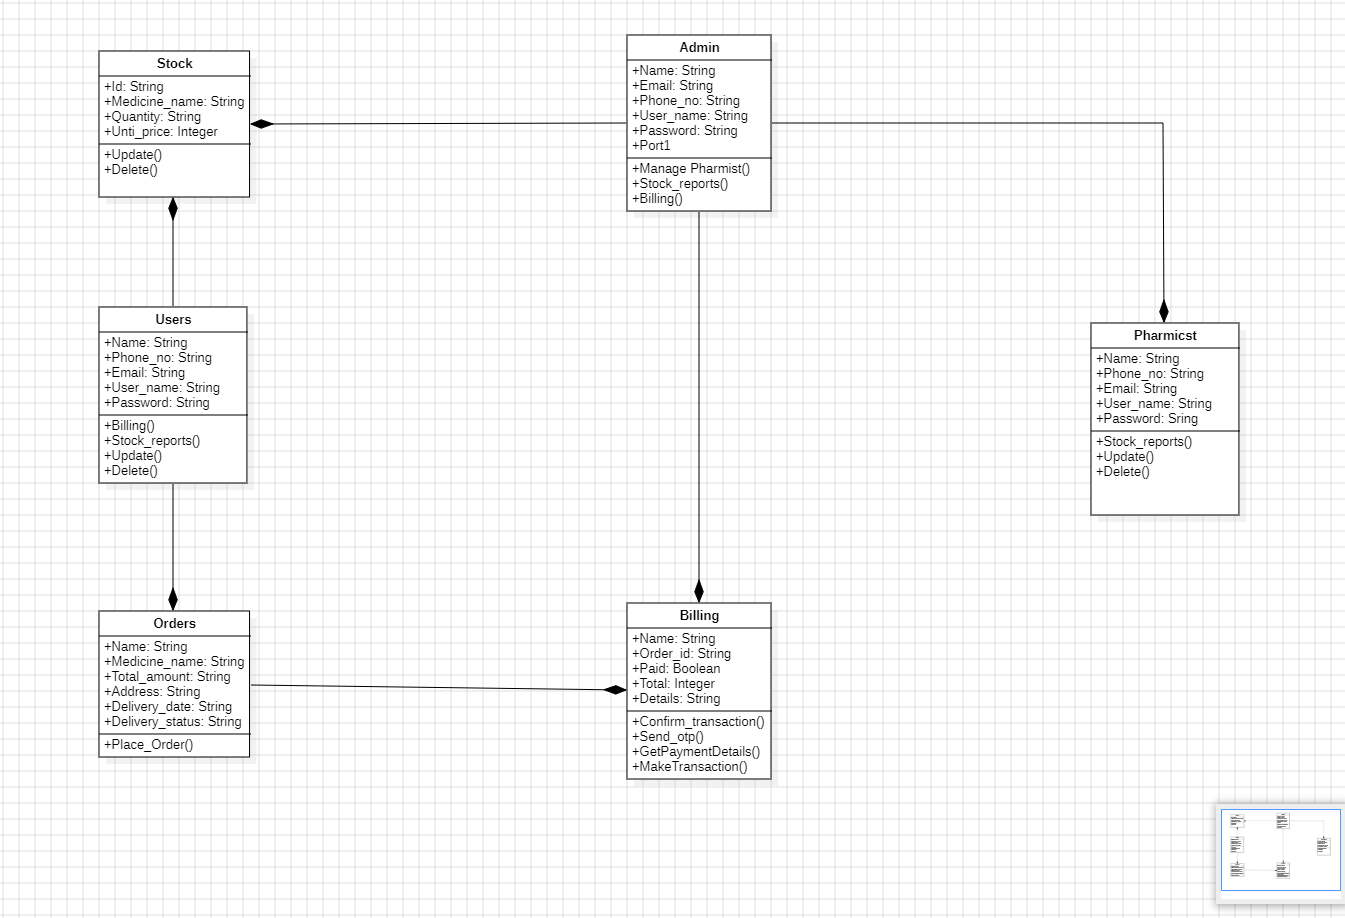 Stock
+Id: String
+Medicine_name: String
+Quantity: String
+Unti_price: Integer
+Update()
+Delete()
Admin
+Name: String
+Email: String
+Phone_no: String
+User_name: String
+Password: String
+Port1
+Manage Pharmist()
+Stock_reports()
+Billing()
Users
+Name: String
+Phone_no: String
+Email: String
+User_name: String
+Password: String
+Billing()
+Stock_reports()
+Update()
+Delete()
Pharmicst
+Name: String
+Phone_no: String
+Email: String
+User_name: String
+Password: Sring
+Stock_reports()
+Update()
+Delete()
Orders
+Name: String
+Medicine_name: String
+Total_amount: String
+Address: String
+Delivery_date: String
+Delivery_status: String
+Place_Order()
Billing
+Name: String
+Order_id: String
+Paid: Boolean
+Total: Integer
+Details: String
+Confirm_transaction()
+Send_otp()
+GetPaymentDetails()
+MakeTransaction()